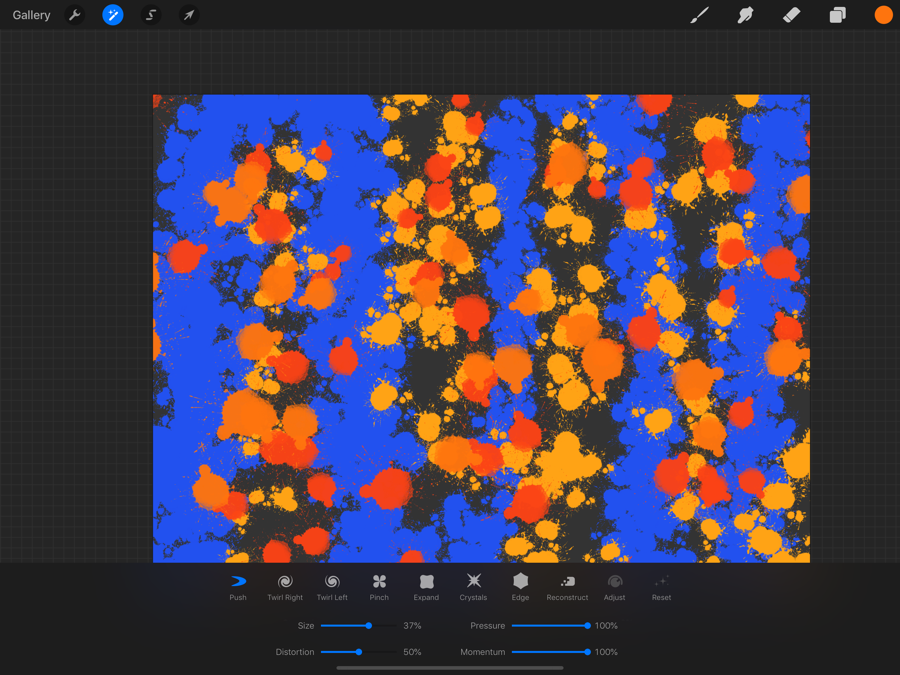 Gallery
Push Twirl Right Twirl Left Pinch Expand Crystals Edge Reconstruct Adjust Reset
Size 37% Pressure 100%
Distortion 50% Momentum 100%